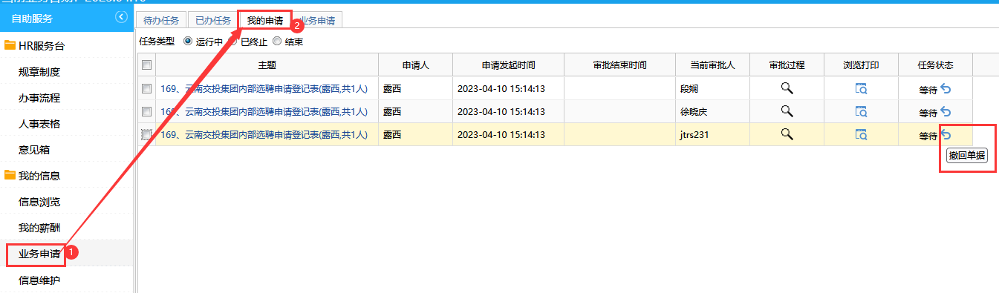 自助服务
HR服务台
规章制度
办事流程
人事表格
意见箱
我的信息
信息浏览
我的薪酬
业务申请 1
信息维护
待办任务 已办任务 我的申请 2 业务申请
任务类型 运行中 已终止 结束
主题 申请人 申请发起时间 审批结束时间 当前审批人 审批过程 浏览打印 任务状态
169、云南交投集团内部选聘申请登记表(露西,共1人) 露西 2023-04-10 15:14:13 段娴 等待
169、云南交投集团内部选聘申请登记表(露西,共1人) 露西 2023-04-10 15:14:13 徐晓庆 等待
169、云南交投集团内部选聘申请登记表(露西,共1人) 露西 2023-04-10 15:14:13 jtrs231 等待
撤回单据